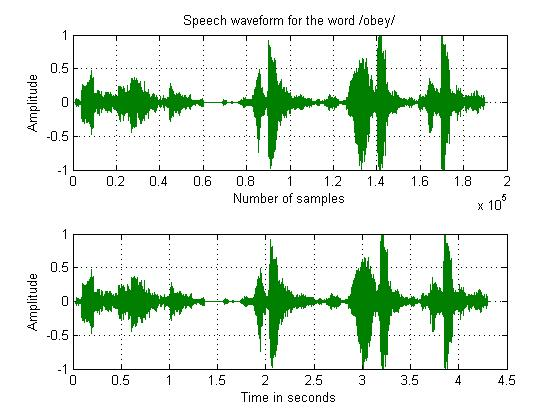 Speech waveform for the word /obey/
1
0.5
0
-0.5
-1
Amplitude
0 0.2 0.4 0.6 0.8 1 1.2 1.4 1.6 1.8 2
Number of samples
x 10^5
1
0.5
0
-0.5
-1
Amplitude
0 0.5 1 1.5 2 2.5 3 3.5 4 4.5
Time in seconds